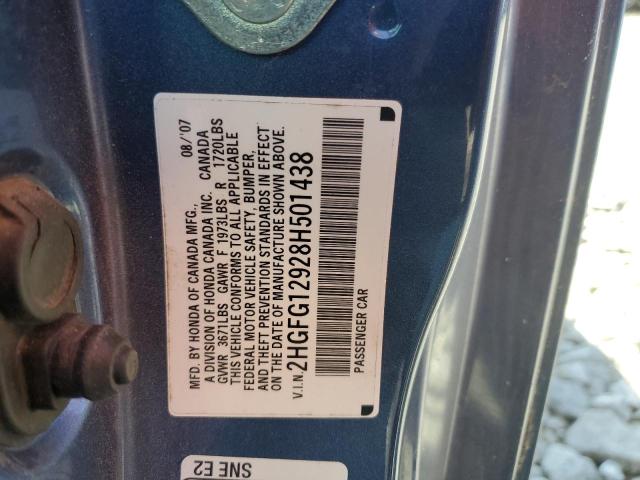 MFD. BY HONDA OF CANADA MFG., 08/'07
A DIVISION OF HONDA CANADA INC. CANADA
GVWR 3671LBS GAWR F 1973LBS R 1720LBS
THIS VEHICLE CONFORMS TO ALL APPLICABLE
FEDERAL MOTOR VEHICLE SAFETY, BUMPER,
AND THEFT PREVENTION STANDARDS IN EFFECT
ON THE DATE OF MANUFACTURE SHOWN ABOVE.
V.I.N. 2HGFG12928H501438
PASSENGER CAR
SNE E2